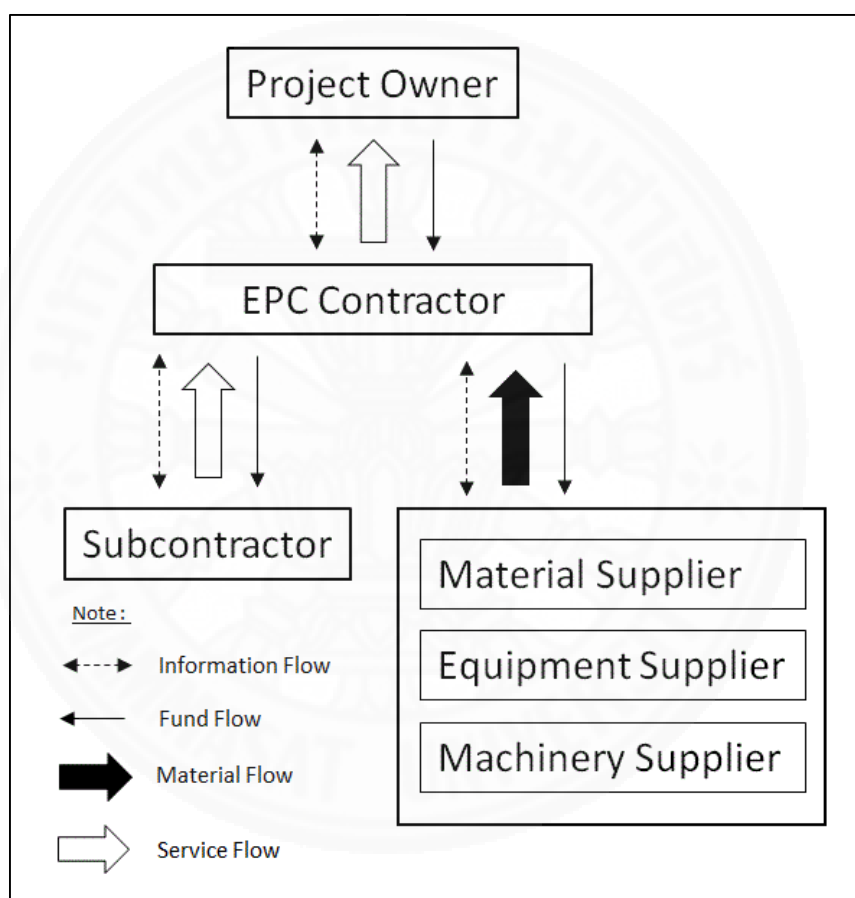 Project Owner
EPC Contractor
Subcontractor
Material Supplier
Equipment Supplier
Machinery Supplier
Note:
Information Flow
Fund Flow
Material Flow
Service Flow